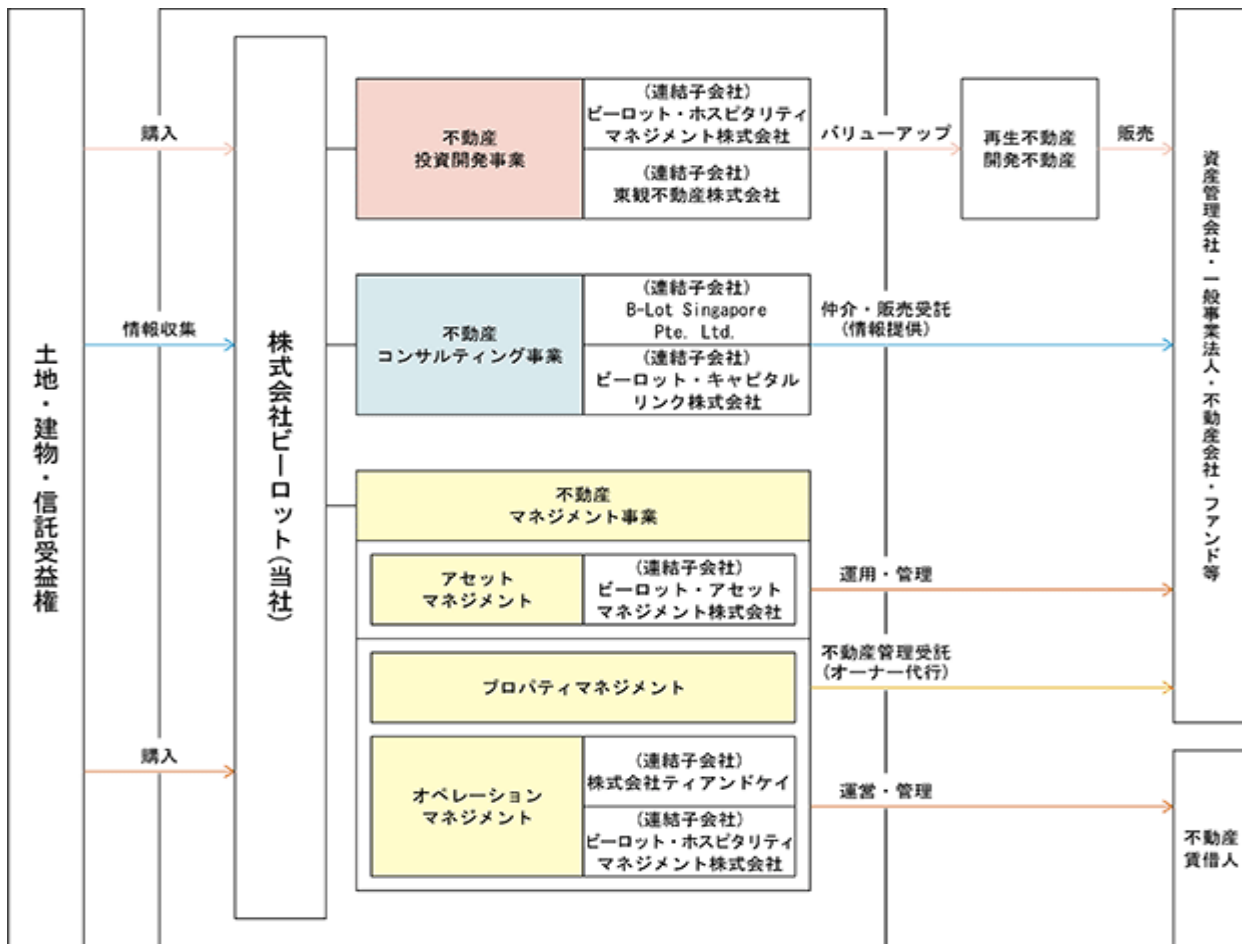 土地・建物・信託受益権
購入
情報収集
購入
株式会社ビーロット(当社)
不動産
投資開発事業
(連結子会社)
ビーロット・ホスピタリティ
マネジメント株式会社
(連結子会社)
東観不動産株式会社
バリューアップ
再生不動産
開発不動産
販売
不動産
コンサルティング事業
(連結子会社)
B-Lot Singapore
Pte. Ltd.
(連結子会社)
ビーロット・キャピタル
リンク株式会社
仲介・販売受託
(情報提供)
不動産
マネジメント事業
アセット
マネジメント
(連結子会社)
ビーロット・アセット
マネジメント株式会社
運用・管理
プロパティマネジメント
不動産管理受託
(オーナー代行)
オペレーション
マネジメント
(連結子会社)
株式会社ティアンドケイ
(連結子会社)
ビーロット・ホスピタリティ
マネジメント株式会社
運営・管理
資産管理会社・一般事業法人・不動産会社・ファンド等
不動産
賃借人